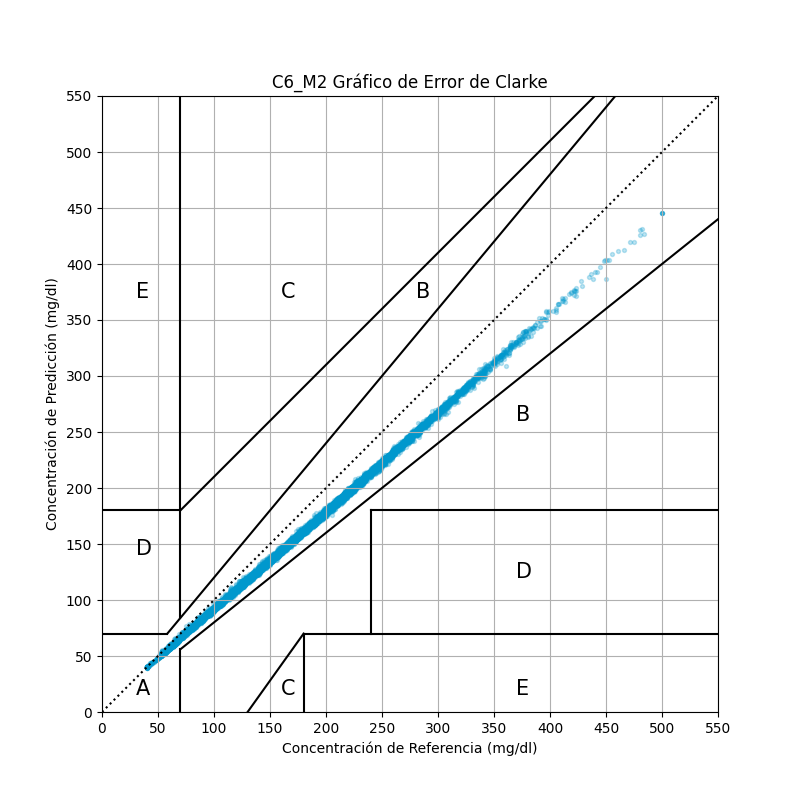 C6_M2 Gráfico de Error de Clarke
Concentración de Predicción (mg/dl)
550
500
450
400
350
300
250
200
150
100
50
0
E
C
B
B
D
D
A
C
E
0 50 100 150 200 250 300 350 400 450 500 550
Concentración de Referencia (mg/dl)